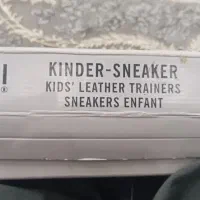 KINDER-SNEAKER
KIDS' LEATHER TRAINERS
SNEAKERS ENFANT